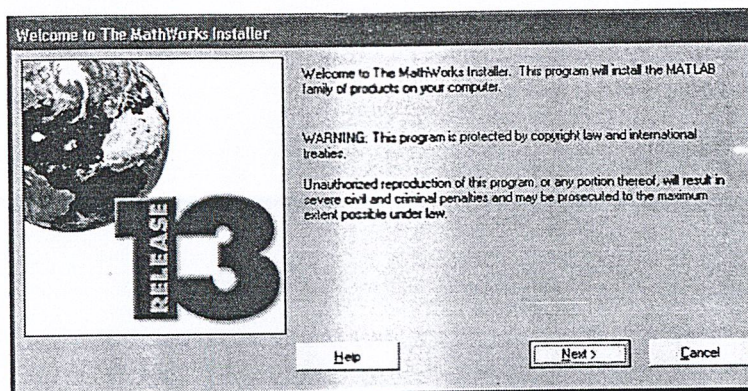 Welcome to The MathWorks Installer
Welcome to The MathWorks Installer. This program will install the MATLAB
family of products on your computer.
WARNING: This program is protected by copyright law and international
treaties.
Unauthorized reproduction of this program, or any portion thereof, will result in
severe civil and criminal penalties and may be prosecuted to the maximum
extent possible under law.
RELEASE
13
Help
Next >
Cancel